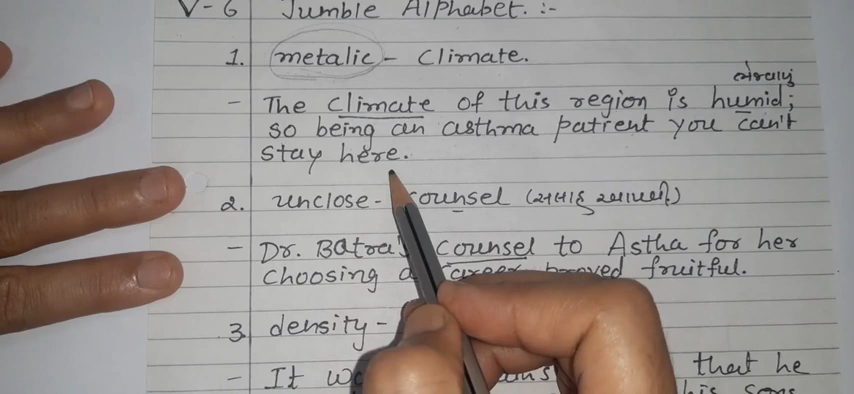 V-6 Jumble Alphabet. :-
1. metalic - Climate.
ભેજવાળું
- The climate of this region is humid;
so being an asthma patient you can't
stay here.
2. unclose - counsel (સલાહ આપવી)
- Dr. Batra's counsel to Astha for her
choosing a career proved fruitful.
3. density -
- It that he
his sons